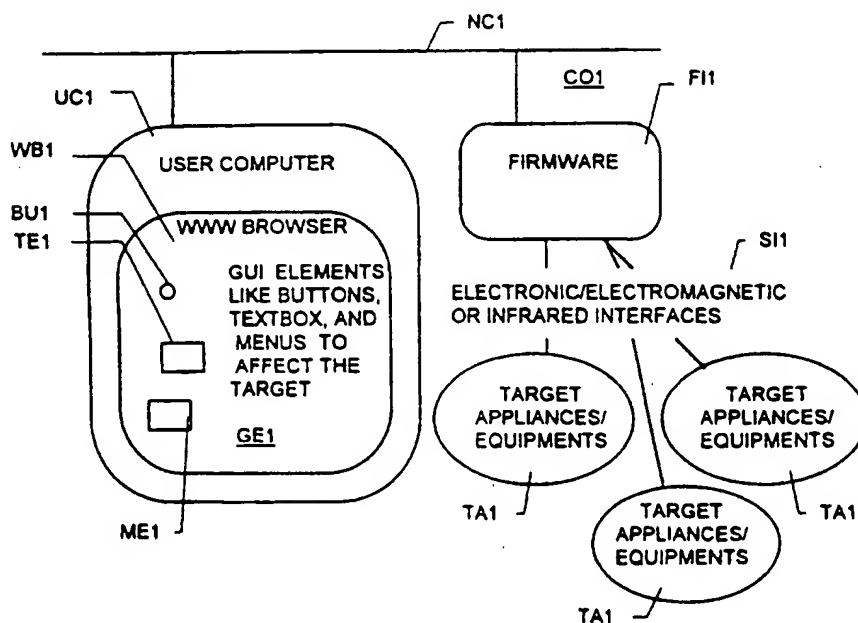 NC1
CO1
FI1
UC1
WB1
USER COMPUTER
FIRMWARE
BU1
TE1
WWW BROWSER
SI1
GUI ELEMENTS
LIKE BUTTONS,
TEXTBOX, AND
MENUS TO
AFFECT THE
TARGET
ELECTRONIC/ELECTROMAGNETIC
OR INFRARED INTERFACES
GE1
ME1
TARGET
APPLIANCES/
EQUIPMENTS
TARGET
APPLIANCES/
EQUIPMENTS
TA1
TA1
TARGET
APPLIANCES/
EQUIPMENTS
TA1